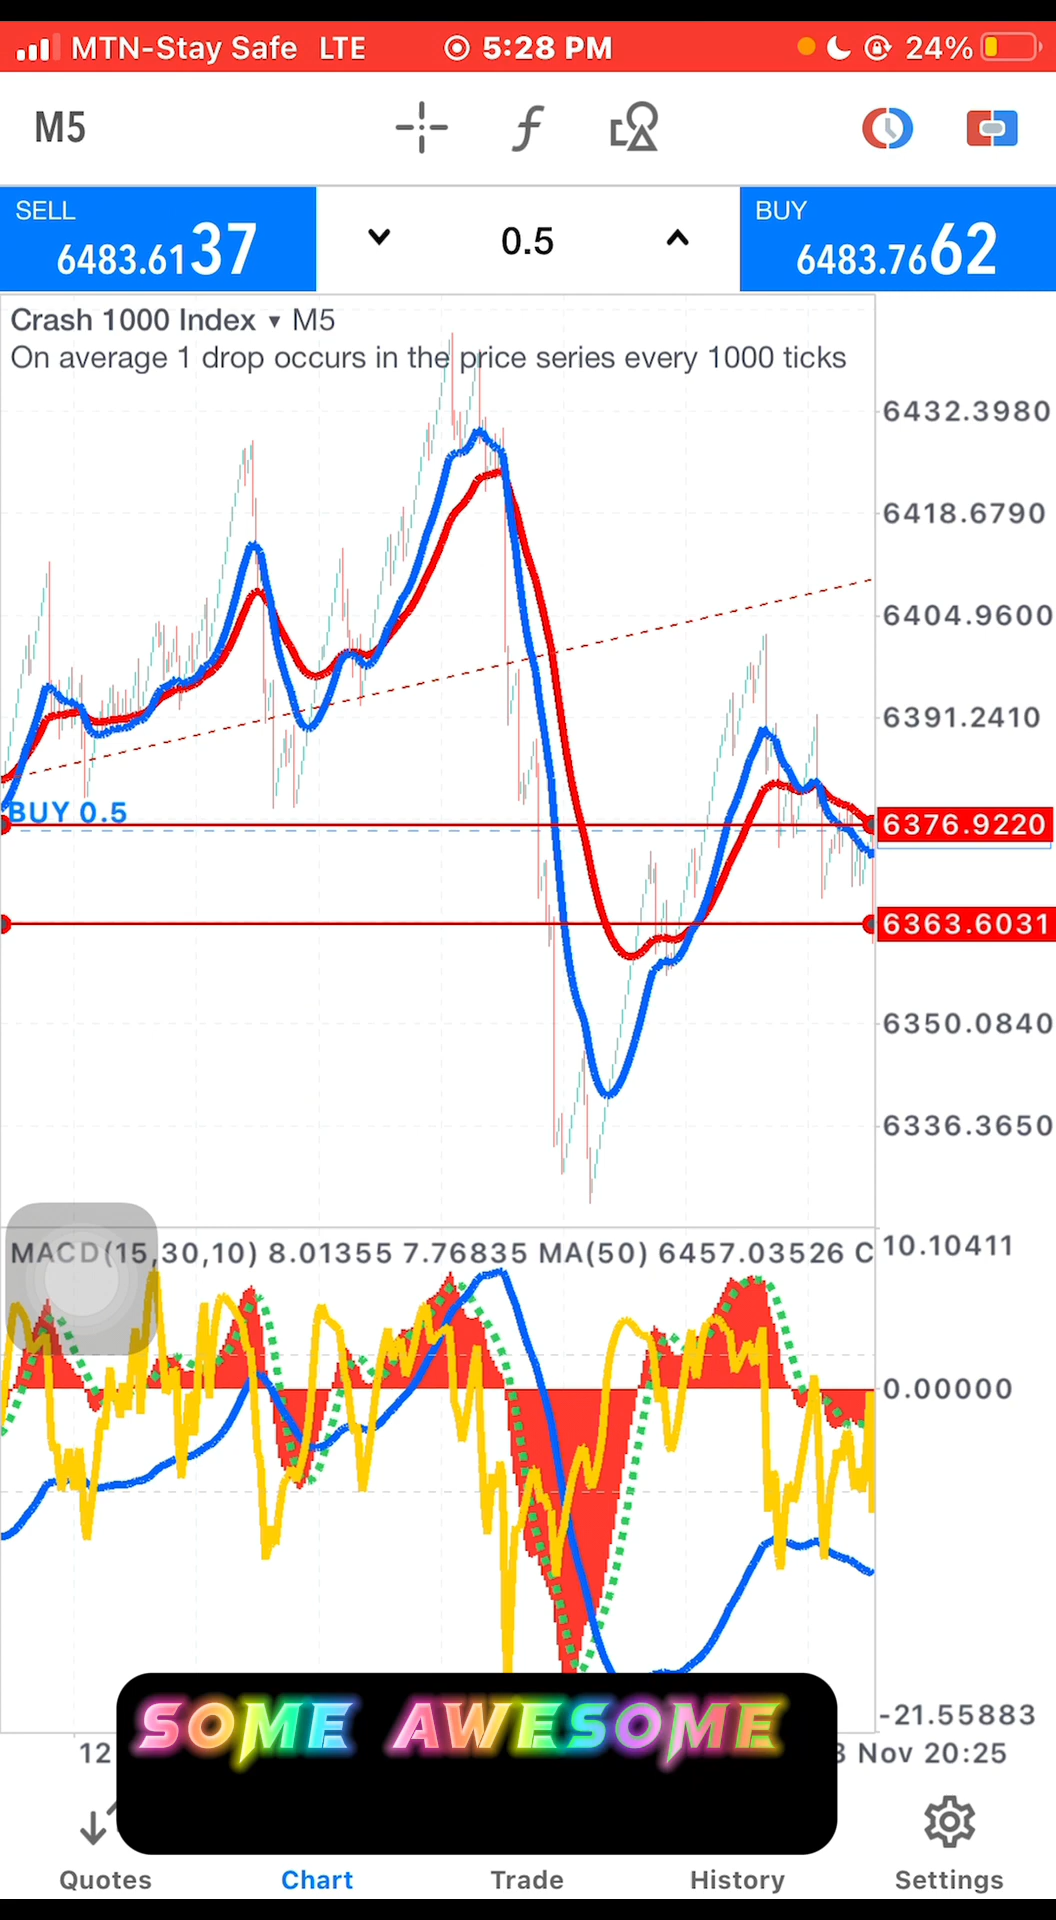 MTN-Stay Safe LTE 5:28 PM 24%
M5
SELL
6483.6137
0.5
BUY
6483.7662
Crash 1000 Index ▾ M5
On average 1 drop occurs in the price series every 1000 ticks
6432.3980
6418.6790
6404.9600
6391.2410
BUY 0.5
6376.9220
6363.6031
6350.0840
6336.3650
MACD(15,30,10) 8.01355 7.76835 MA(50) 6457.03526 C
10.10411
0.00000
-21.55883
SOME AWESOME
12
Nov 20:25
Quotes
Chart
Trade
History
Settings